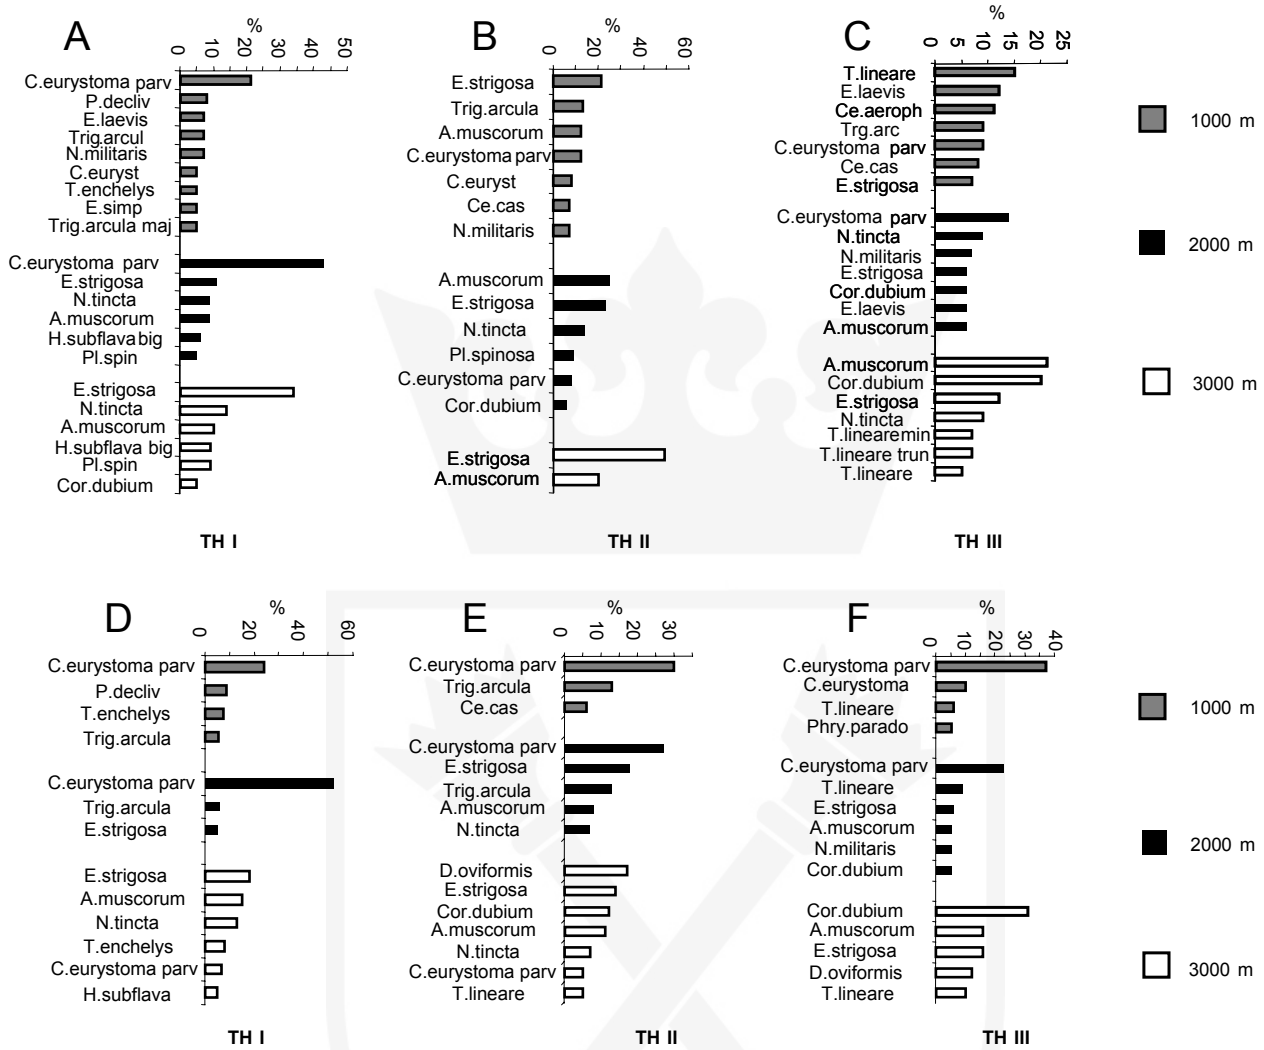 A
%
0 10 20 30 40 50
C.eurystoma parv
P.decliv
E.laevis
Trig.arcul
N.militaris
C.euryst
T.enchelys
E.simp
Trig.arcula maj
C.eurystoma parv
E.strigosa
N.tincta
A.muscorum
H.subflava big
Pl.spin
E.strigosa
N.tincta
A.muscorum
H.subflava big
Pl.spin
Cor.dubium
TH I
B
%
0 20 40 60
E.strigosa
Trig.arcula
A.muscorum
C.eurystoma parv
C.euryst
Ce.cas
N.militaris
A.muscorum
E.strigosa
N.tincta
Pl.spinosa
C.eurystoma parv
Cor.dubium
E.strigosa
A.muscorum
TH II
C
%
0 5 10 15 20 25
T.lineare
E.laevis
Ce.aeroph
Trg.arc
C.eurystoma parv
Ce.cas
E.strigosa
C.eurystoma parv
N.tincta
N.militaris
E.strigosa
Cor.dubium
E.laevis
A.muscorum
A.muscorum
Cor.dubium
E.strigosa
N.tincta
T.linearemin
T.lineare trun
T.lineare
TH III
1000 m
2000 m
3000 m
D
%
0 20 40 60
C.eurystoma parv
P.decliv
T.enchelys
Trig.arcula
C.eurystoma parv
Trig.arcula
E.strigosa
E.strigosa
A.muscorum
N.tincta
T.enchelys
C.eurystoma parv
H.subflava
TH I
E
%
0 10 20 30
C.eurystoma parv
Trig.arcula
Ce.cas
C.eurystoma parv
E.strigosa
Trig.arcula
A.muscorum
N.tincta
D.oviformis
E.strigosa
Cor.dubium
A.muscorum
N.tincta
C.eurystoma parv
T.lineare
TH II
F
%
0 10 20 30 40
C.eurystoma parv
C.eurystoma
T.lineare
Phry.parado
C.eurystoma parv
T.lineare
E.strigosa
A.muscorum
N.militaris
Cor.dubium
Cor.dubium
A.muscorum
E.strigosa
D.oviformis
T.lineare
TH III
1000 m
2000 m
3000 m